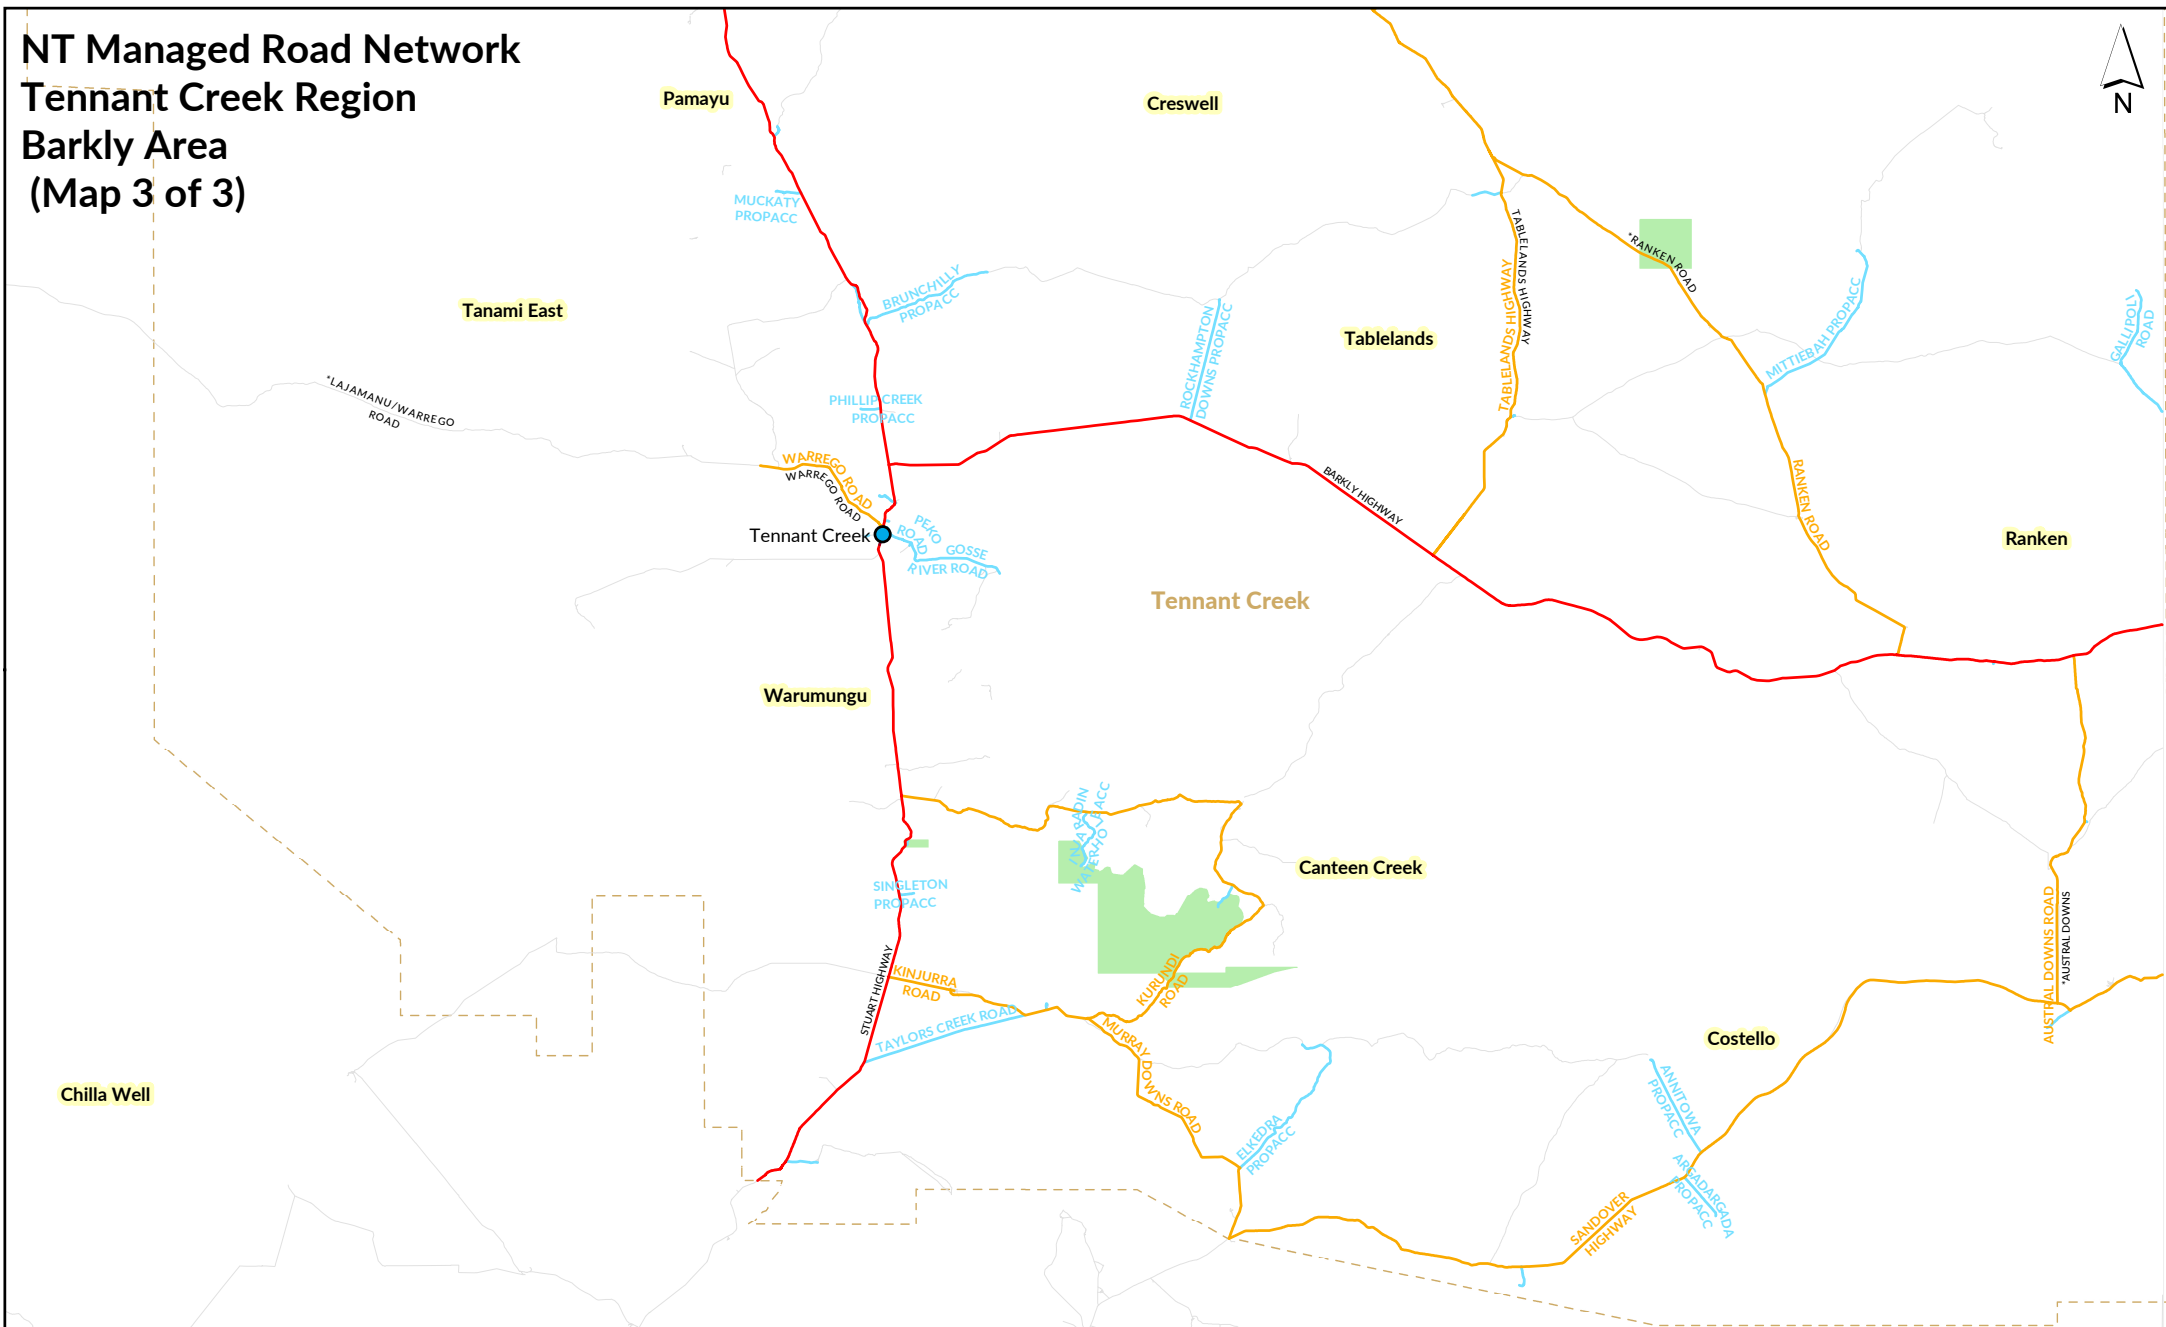 NT Managed Road Network
Tennant Creek Region
Barkly Area
(Map 3 of 3)
N
Pamayu
Creswell
MUCKATY
PROPACC
TABLELANDS HIGHWAY
TABLELANDS HIGHWAY
*RANKEN ROAD
BRUNCHILLY
PROPACC
Tanami East
ROCKHAMPTON
DOWNS PROPACC
Tablelands
MITTIEBAH PROPACC
GALLIPOLI
ROAD
*LAJAMANU/WARREGO
ROAD
PHILLIP CREEK
PROPACC
WARREGO ROAD
WARREGO ROAD
BARKLY HIGHWAY
RANKEN ROAD
Tennant Creek
PEKO
ROAD
GOSSE
RIVER ROAD
Ranken
Tennant Creek
Warumungu
WATERHOLE
PROPACC
Canteen Creek
SINGLETON
PROPACC
AUSTRAL DOWNS ROAD
*AUSTRAL DOWNS
STUART HIGHWAY
KINJURRA
ROAD
KURUNDI
ROAD
TAYLORS CREEK ROAD
MURRAY DOWNS ROAD
Costello
Chilla Well
ELKEDRA
PROPACC
ANNITOWA
PROPACC
ARGADARGADA
PROPACC
SANDOVER
HIGHWAY